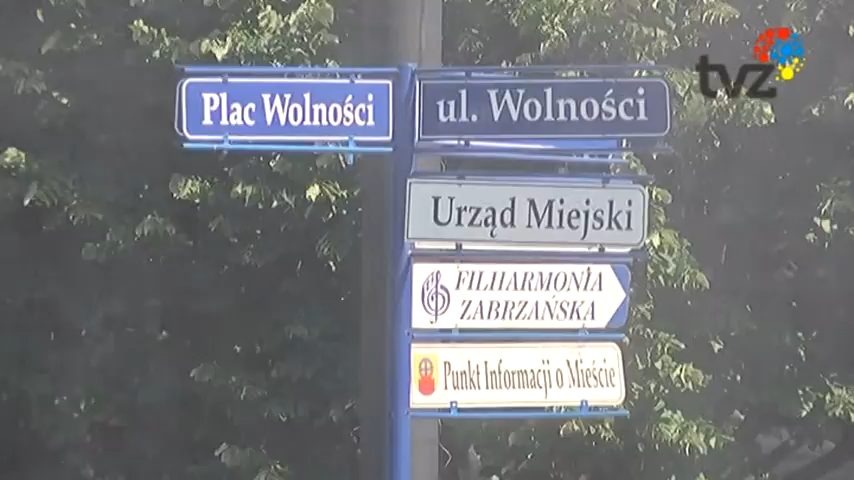 tvz
Plac Wolności
ul. Wolności
Urząd Miejski
FILHARMONIA
ZABRZAŃSKA
Punkt Informacji o Mieście